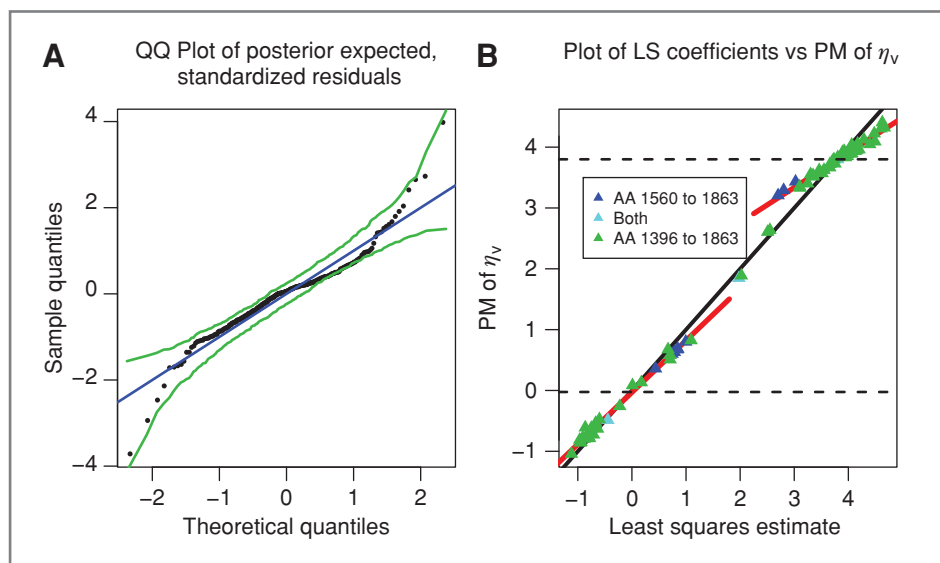 A
QQ Plot of posterior expected,
standardized residuals
4
2
0
−2
−4
Sample quantiles
−2 −1 0 1 2
Theoretical quantiles
B
Plot of LS coefficients vs PM of ηv
4
3
2
1
0
−1
PM of ηv
AA 1560 to 1863
Both
AA 1396 to 1863
−1 0 1 2 3 4
Least squares estimate